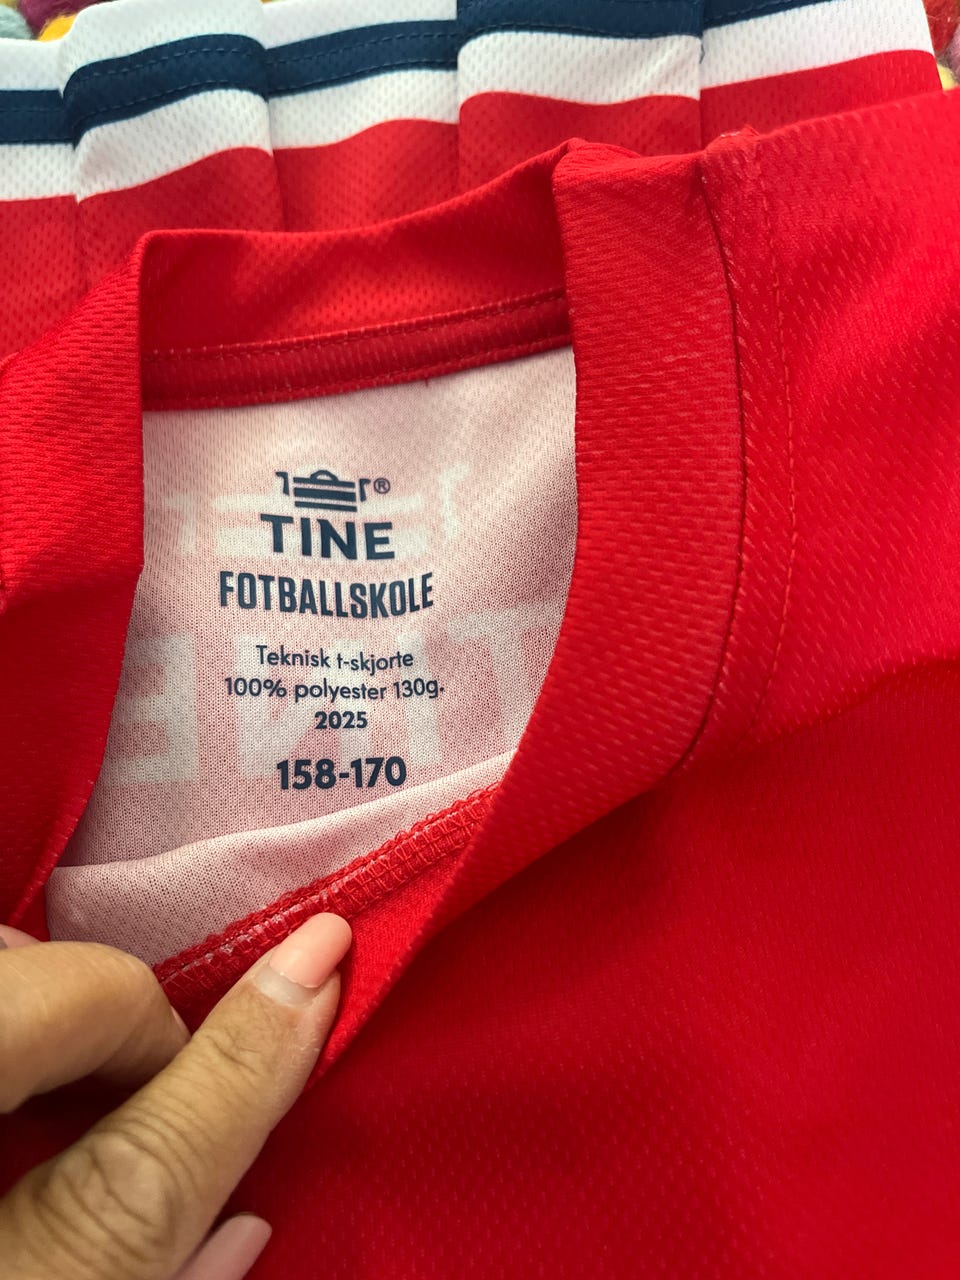 ®
TINE
FOTBALLSKOLE
Teknisk t-skjorte
100% polyester 130g.
2025
158-170